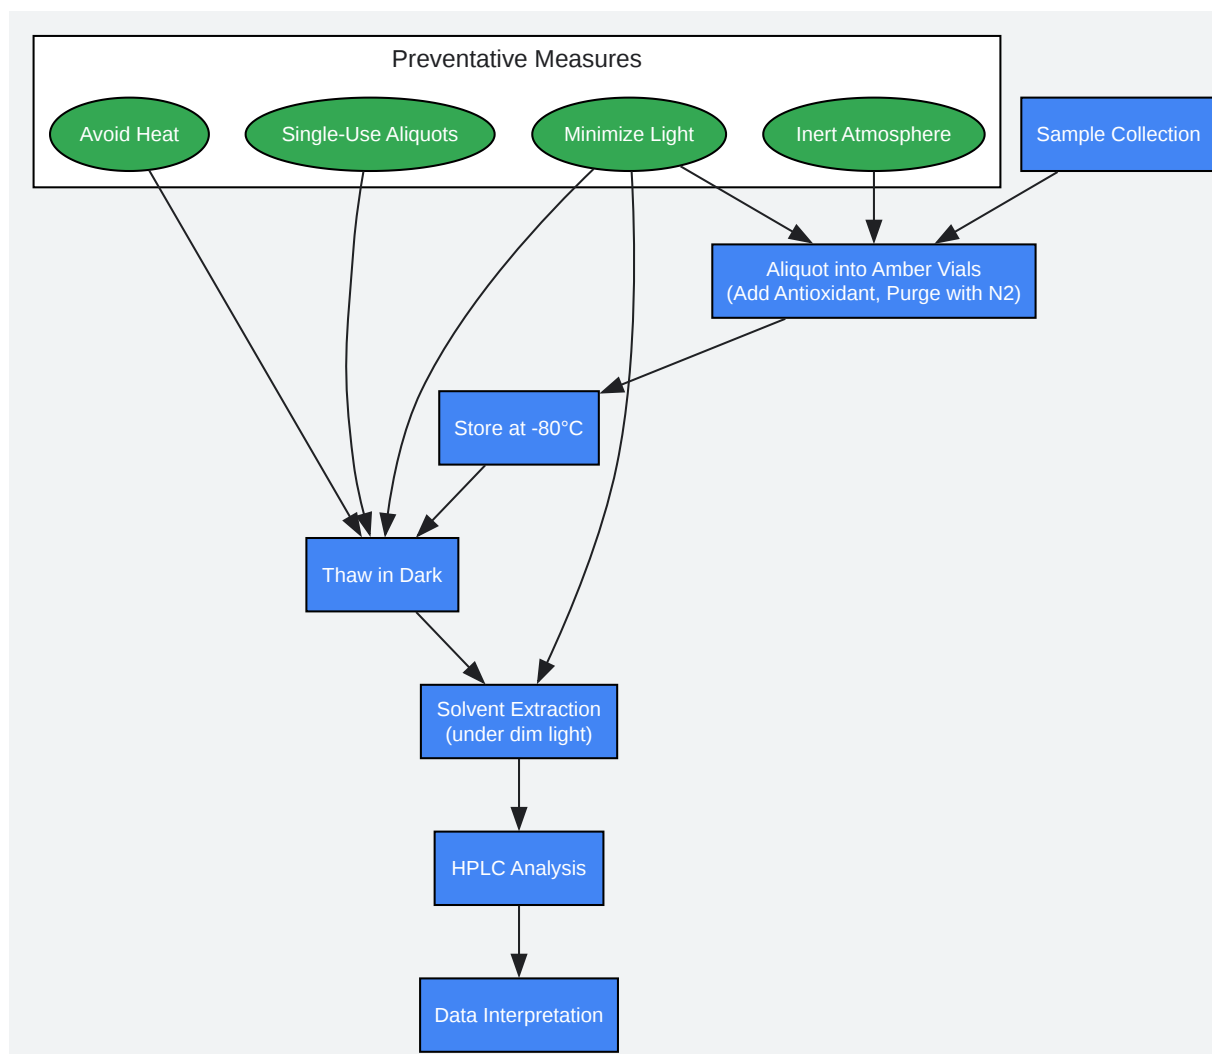 Preventative Measures
Avoid Heat
Single-Use Aliquots
Minimize Light
Inert Atmosphere
Sample Collection
Aliquot into Amber Vials
(Add Antioxidant, Purge with N2)
Store at -80°C
Thaw in Dark
Solvent Extraction
(under dim light)
HPLC Analysis
Data Interpretation